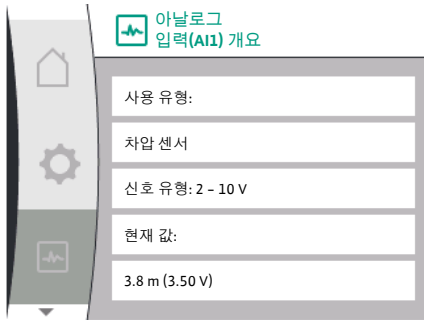 아날로그
입력(AI1) 개요
사용 유형:
차압 센서
신호 유형: 2 – 10 V
현재 값:
3.8 m (3.50 V)